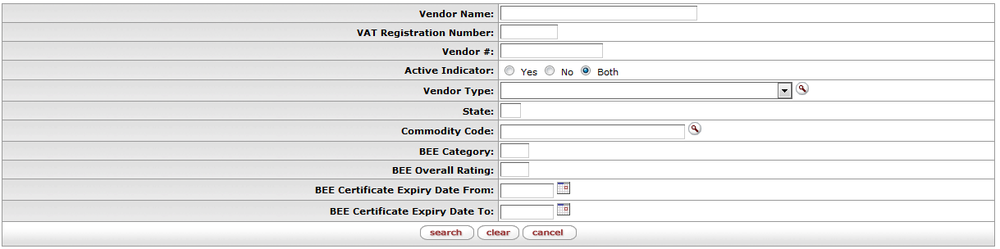 Vendor Name:
VAT Registration Number:
Vendor #:
Active Indicator: Yes No Both
Vendor Type:
State:
Commodity Code:
BEE Category:
BEE Overall Rating:
BEE Certificate Expiry Date From:
BEE Certificate Expiry Date To:
search clear cancel